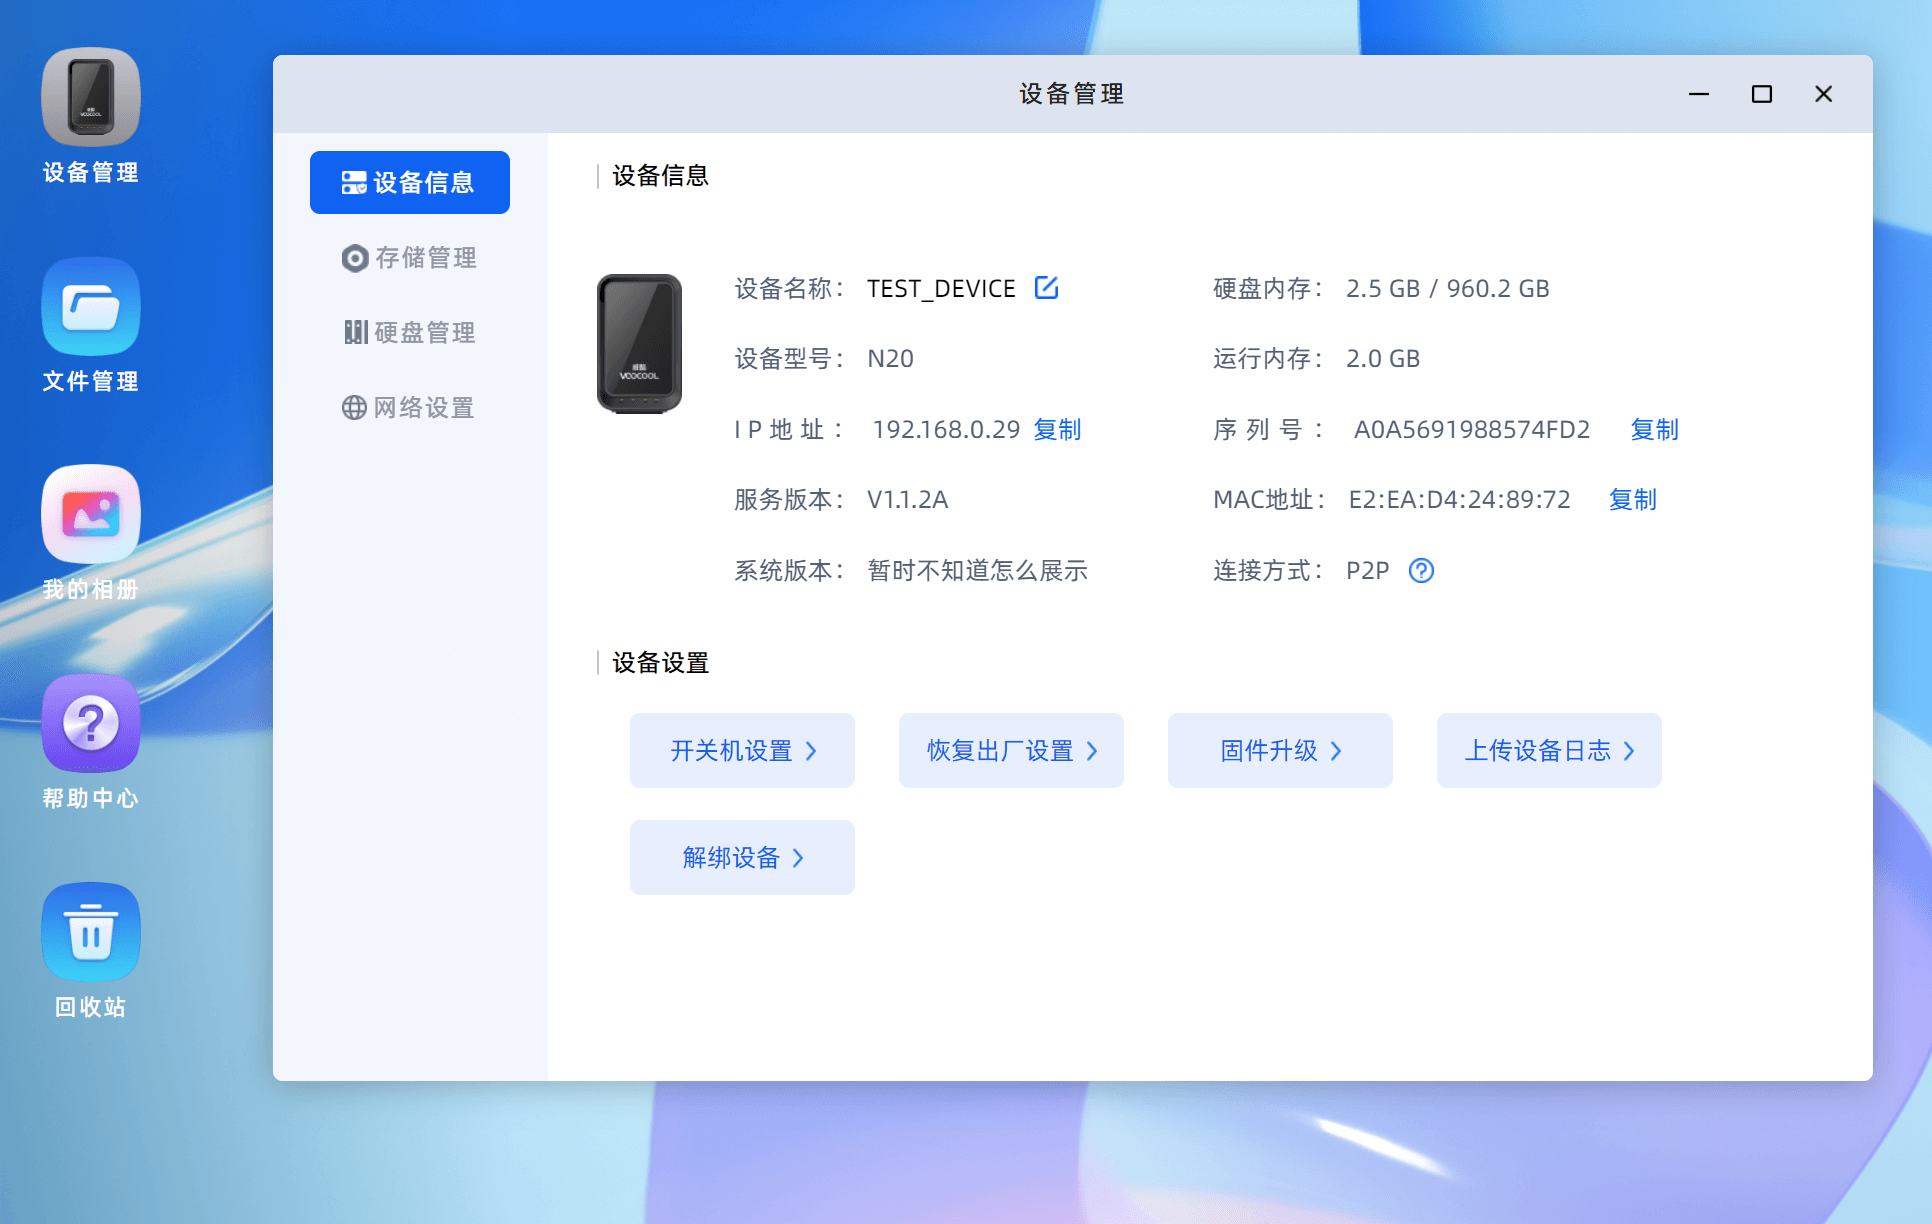 设备管理
设备管理
文件管理
我的相册
帮助中心
回收站
设备信息
存储管理
硬盘管理
网络设置
设备信息
威酷
VOOCOOL
设备名称： TEST_DEVICE
硬盘内存： 2.5 GB / 960.2 GB
设备型号： N20
运行内存： 2.0 GB
IP地址： 192.168.0.29 复制
序列号： A0A5691988574FD2 复制
服务版本： V1.1.2A
MAC地址： E2:EA:D4:24:89:72 复制
系统版本： 暂时不知道怎么展示
连接方式： P2P
设备设置
开关机设置
恢复出厂设置
固件升级
上传设备日志
解绑设备